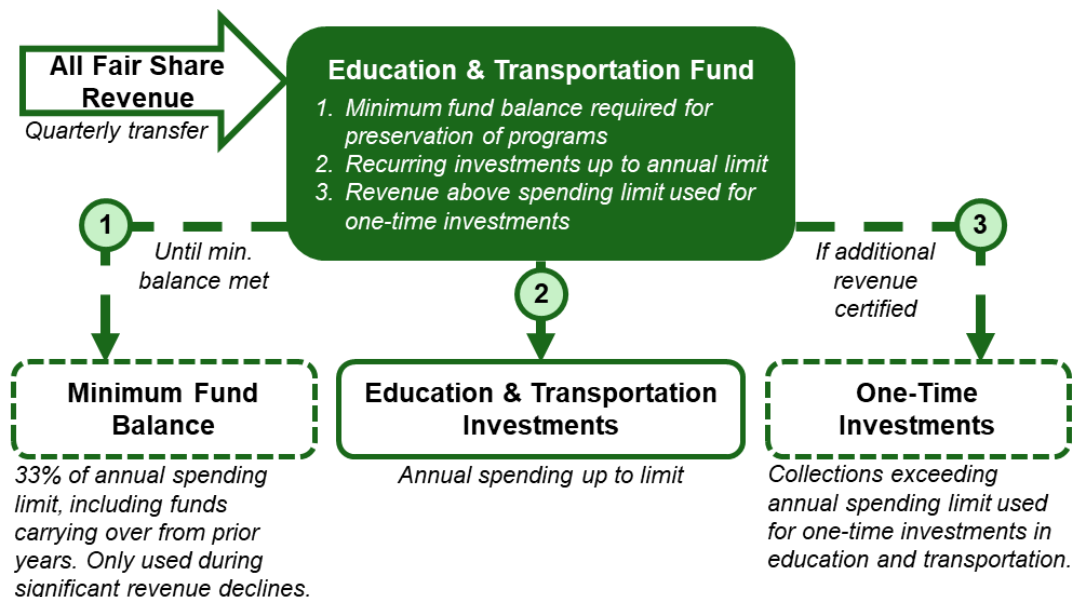 All Fair Share
Revenue
Quarterly transfer
Education & Transportation Fund
1. Minimum fund balance required for
preservation of programs
2. Recurring investments up to annual limit
3. Revenue above spending limit used for
one-time investments
1
Until min.
balance met
2
3
If additional
revenue
certified
Minimum Fund
Balance
33% of annual spending
limit, including funds
carrying over from prior
years. Only used during
significant revenue declines.
Education & Transportation
Investments
Annual spending up to limit
One-Time
Investments
Collections exceeding
annual spending limit used
for one-time investments in
education and transportation.